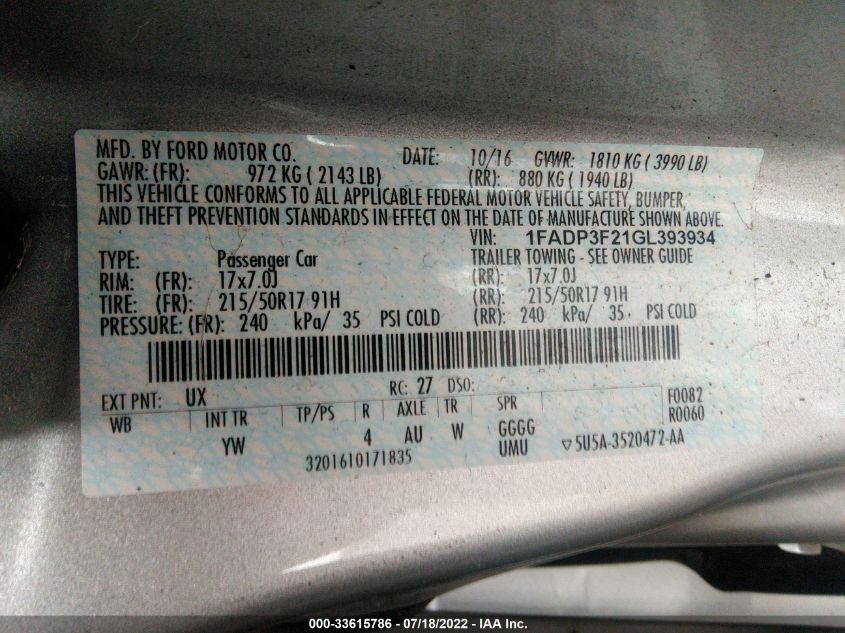 MFD. BY FORD MOTOR CO. DATE: 10/16 GVWR: 1810 KG ( 3990 LB)
GAWR: (FR): 972 KG ( 2143 LB) (RR): 880 KG ( 1940 LB)
THIS VEHICLE CONFORMS TO ALL APPLICABLE FEDERAL MOTOR VEHICLE SAFETY, BUMPER,
AND THEFT PREVENTION STANDARDS IN EFFECT ON THE DATE OF MANUFACTURE SHOWN ABOVE.
VIN: 1FADP3F21GL393934
TYPE: Passenger Car TRAILER TOWING - SEE OWNER GUIDE
RIM: (FR): 17x7.0J (RR): 17x7.0J
TIRE: (FR): 215/50R17 91H (RR): 215/50R17 91H
PRESSURE: (FR): 240 kPa/ 35 PSI COLD (RR): 240 kPa/ 35 PSI COLD
EXT PNT: UX RC: 27 DSO: F0082
WB INT TR TP/PS R AXLE TR SPR R0060
YW 4 AU W GGGG
UMU ▽5U5A-3520472-AA
3201610171835
000-33615786 - 07/18/2022 - IAA Inc.